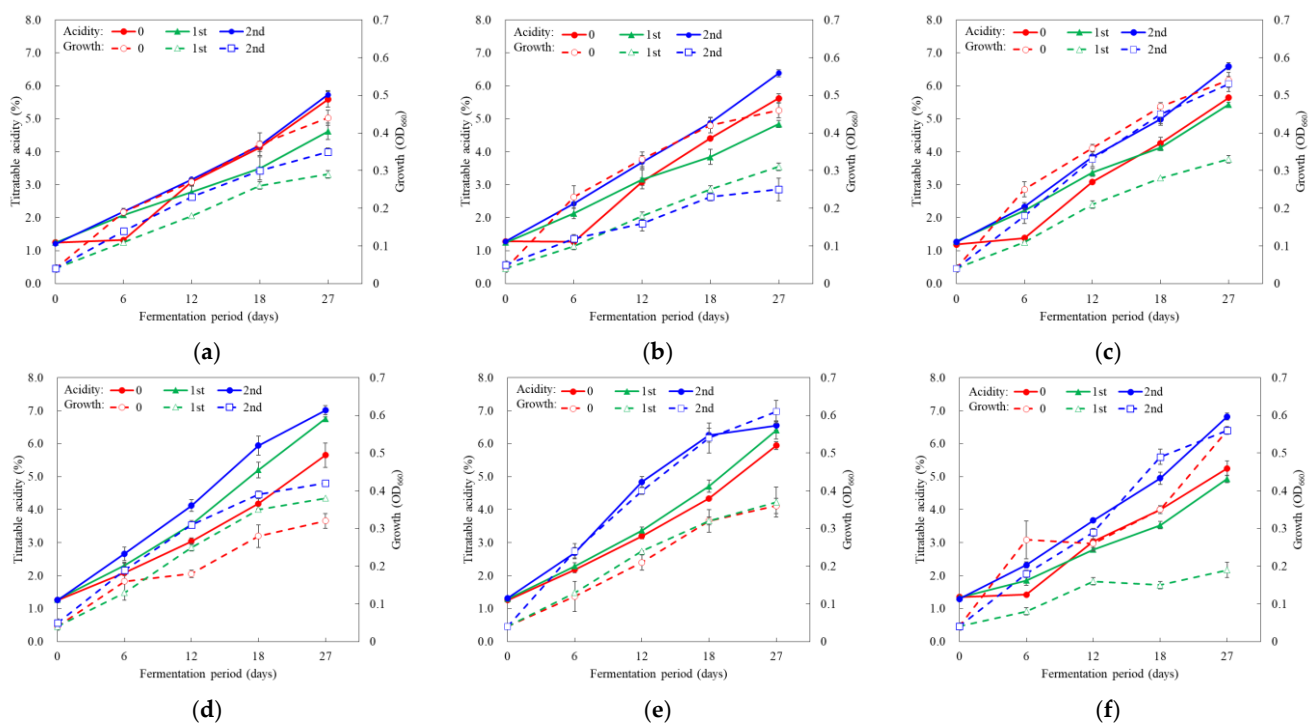 Acidity: 0 1st 2nd
Growth: 0 1st 2nd
8.0
7.0
6.0
5.0
4.0
3.0
2.0
1.0
0.0
0.7
0.6
0.5
0.4
0.3
0.2
0.1
0
Titratable acidity (%)
Growth (OD660)
0 6 12 18 27
Fermentation period (days)
(a)
Acidity: 0 1st 2nd
Growth: 0 1st 2nd
8.0
7.0
6.0
5.0
4.0
3.0
2.0
1.0
0.0
0.7
0.6
0.5
0.4
0.3
0.2
0.1
0
Titratable acidity (%)
Growth (OD660)
0 6 12 18 27
Fermentation period (days)
(b)
Acidity: 0 1st 2nd
Growth: 0 1st 2nd
8.0
7.0
6.0
5.0
4.0
3.0
2.0
1.0
0.0
0.7
0.6
0.5
0.4
0.3
0.2
0.1
0
Titratable acidity (%)
Growth (OD660)
0 6 12 18 27
Fermentation period (days)
(c)
Acidity: 0 1st 2nd
Growth: 0 1st 2nd
8.0
7.0
6.0
5.0
4.0
3.0
2.0
1.0
0.0
0.7
0.6
0.5
0.4
0.3
0.2
0.1
0
Titratable acidity (%)
Growth (OD660)
0 6 12 18 27
Fermentation period (days)
(d)
Acidity: 0 1st 2nd
Growth: 0 1st 2nd
8.0
7.0
6.0
5.0
4.0
3.0
2.0
1.0
0.0
0.7
0.6
0.5
0.4
0.3
0.2
0.1
0
Titratable acidity (%)
Growth (OD660)
0 6 12 18 27
Fermentation period (days)
(e)
Acidity: 0 1st 2nd
Growth: 0 1st 2nd
8.0
7.0
6.0
5.0
4.0
3.0
2.0
1.0
0.0
0.7
0.6
0.5
0.4
0.3
0.2
0.1
0
Titratable acidity (%)
Growth (OD660)
0 6 12 18 27
Fermentation period (days)
(f)